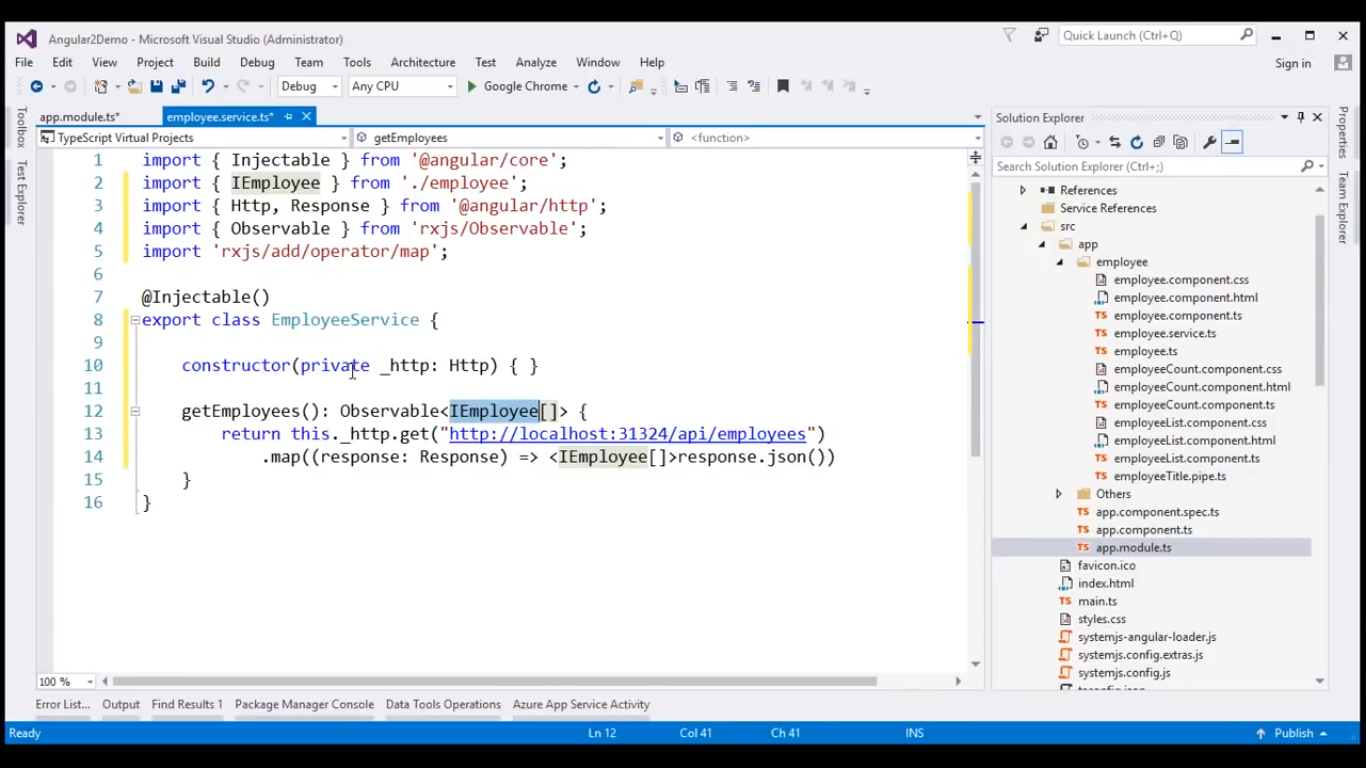 Angular2Demo - Microsoft Visual Studio (Administrator)
Quick Launch (Ctrl+Q)
File Edit View Project Build Debug Team Tools Architecture Test Analyze Window Help
Sign in
Debug Any CPU Google Chrome
Toolbox
Test Explorer
app.module.ts* employee.service.ts*
TypeScript Virtual Projects getEmployees <function>
1 import { Injectable } from '@angular/core';
2 import { IEmployee } from './employee';
3 import { Http, Response } from '@angular/http';
4 import { Observable } from 'rxjs/Observable';
5 import 'rxjs/add/operator/map';
6
7 @Injectable()
8 export class EmployeeService {
9
10 constructor(private _http: Http) { }
11
12 getEmployees(): Observable<IEmployee[]> {
13 return this._http.get("http://localhost:31324/api/employees")
14 .map((response: Response) => <IEmployee[]>response.json())
15 }
16 }
100 %
Solution Explorer
Search Solution Explorer (Ctrl+;)
References
Service References
src
app
employee
employee.component.css
employee.component.html
employee.component.ts
employee.service.ts
employee.ts
employeeCount.component.css
employeeCount.component.html
employeeCount.component.ts
employeeList.component.css
employeeList.component.html
employeeList.component.ts
employeeTitle.pipe.ts
Others
app.component.spec.ts
app.component.ts
app.module.ts
favicon.ico
index.html
main.ts
styles.css
systemjs-angular-loader.js
systemjs.config.extras.js
systemjs.config.js
tsconfig.json
Properties
Team Explorer
Error List... Output Find Results 1 Package Manager Console Data Tools Operations Azure App Service Activity
Ready Ln 12 Col 41 Ch 41 INS Publish